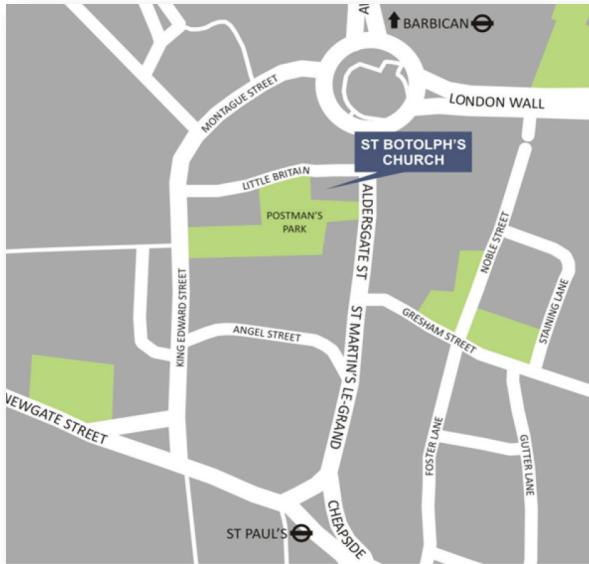 AI
BARBICAN
MONTAGUE STREET
LONDON WALL
ST BOTOLPH'S
CHURCH
LITTLE BRITAIN
POSTMAN'S
PARK
ALDERSGATE ST
NOBLE STREET
STAINING LANE
KING EDWARD STREET
ANGEL STREET
ST MARTIN'S LE-GRAND
GRESHAM STREET
NEWGATE STREET
FOSTER LANE
GUTTER LANE
CHEAPSIDE
ST PAUL'S